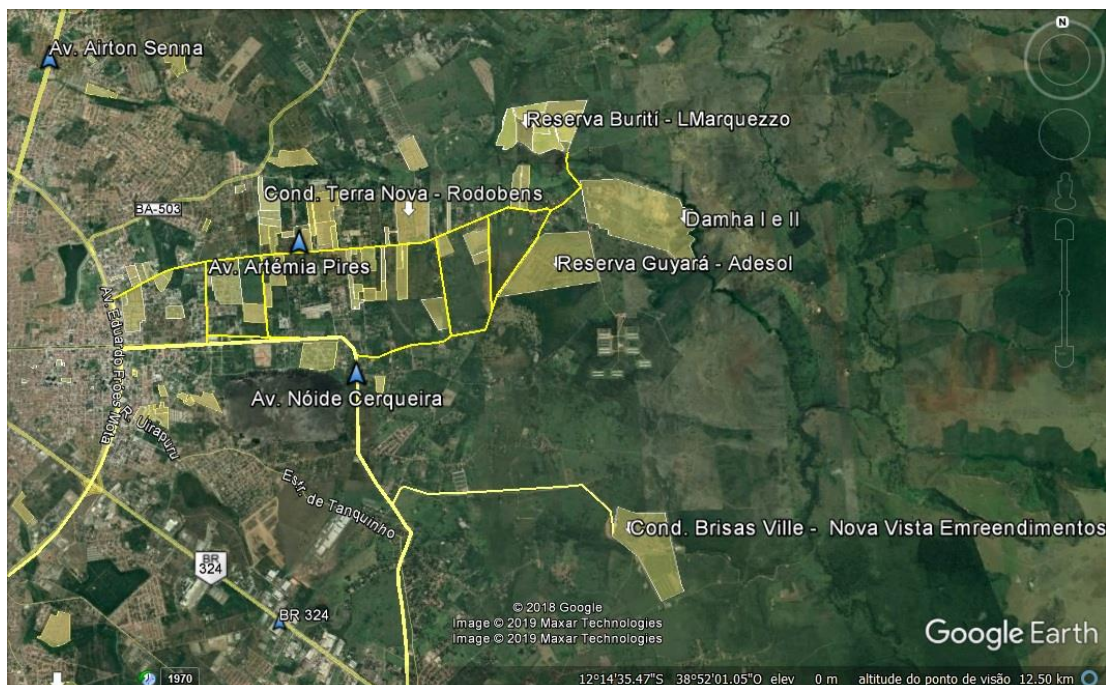 N
Av. Airton Senna
Reserva Burití - LMarquezzo
Cond. Terra Nova - Rodobens
BA-503
Damha I e II
Av. Artêmia Pires
Reserva Guyará - Adesol
Av. Eduardo Fróes Mota
Av. Nóide Cerqueira
R. Uirapuru
Estr. de Tanquinho
Cond. Brisas Ville - Nova Vista Emreendimentos
BR
324
BR 324
© 2018 Google
Image © 2019 Maxar Technologies
Image © 2019 Maxar Technologies
Google Earth
1970
12°14'35.47"S 38°52'01.05"O elev 0 m altitude do ponto de visão 12.50 km